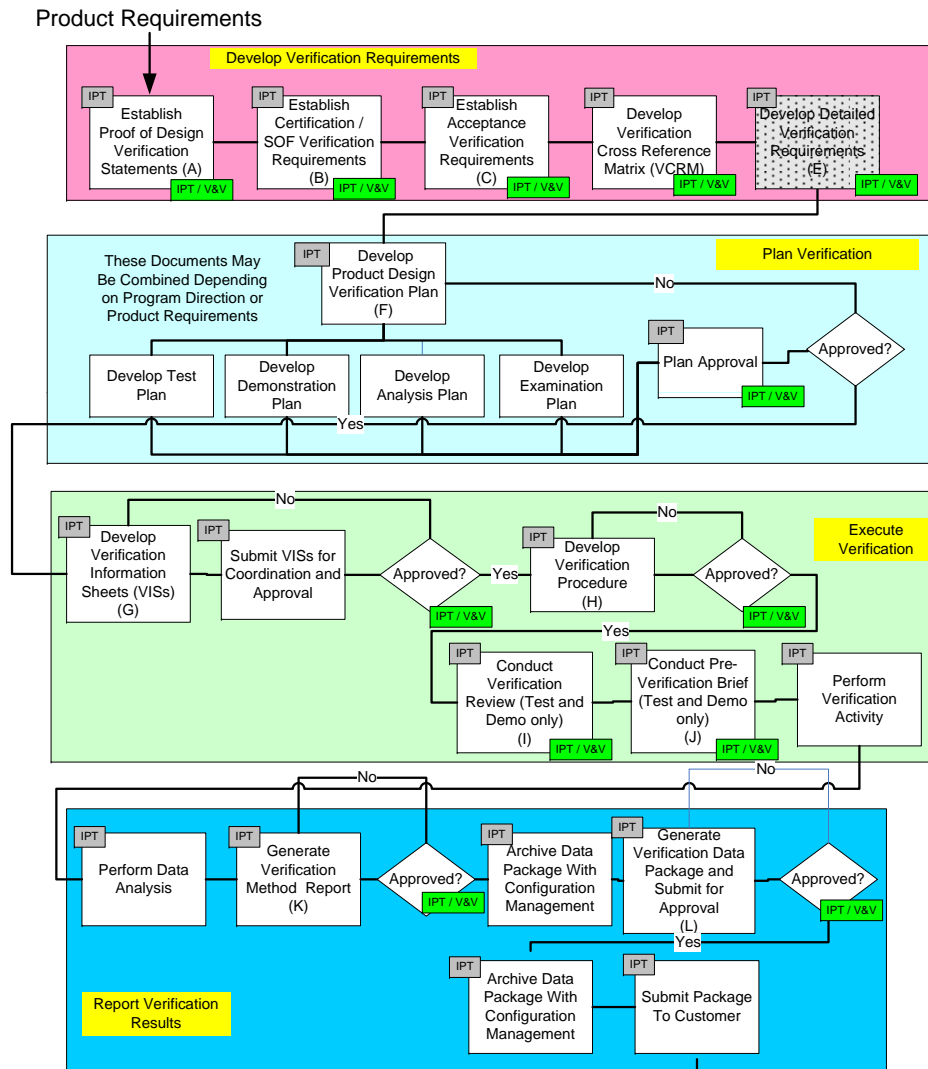 Product Requirements
Develop Verification Requirements
IPT
Establish
Proof of Design
Verification
Statements (A)
IPT / V&V
IPT
Establish
Certification /
SOF Verification
Requirements
(B)
IPT / V&V
IPT
Establish
Acceptance
Verification
Requirements
(C)
IPT / V&V
IPT
Develop
Verification
Cross Reference
Matrix (VCRM)
IPT / V&V
IPT
Develop Detailed
Verification
Requirements
(E)
IPT / V&V
These Documents May
Be Combined Depending
on Program Direction or
Product Requirements
IPT
Develop
Product Design
Verification Plan
(F)
Plan Verification
No
IPT
Plan Approval
IPT / V&V
Approved?
Develop Test
Plan
Develop
Demonstration
Plan
Develop
Analysis Plan
Develop
Examination
Plan
Yes
No
IPT
Develop
Verification
Information
Sheets (VISs)
(G)
IPT
Submit VISs for
Coordination and
Approval
Approved?
IPT / V&V
Yes
No
IPT
Develop
Verification
Procedure
(H)
Approved?
IPT / V&V
Execute
Verification
Yes
IPT
Conduct
Verification
Review (Test and
Demo only)
(I)
IPT / V&V
IPT
Conduct Pre-
Verification Brief
(Test and Demo
only)
(J)
IPT / V&V
IPT
Perform
Verification
Activity
No
No
IPT
Perform Data
Analysis
IPT
Generate
Verification
Method Report
(K)
Approved?
IPT / V&V
IPT
Archive Data
Package With
Configuration
Management
IPT
Generate
Verification Data
Package and
Submit for
Approval
(L)
Approved?
IPT / V&V
Yes
IPT
Archive Data
Package With
Configuration
Management
IPT
Submit Package
To Customer
Report Verification
Results